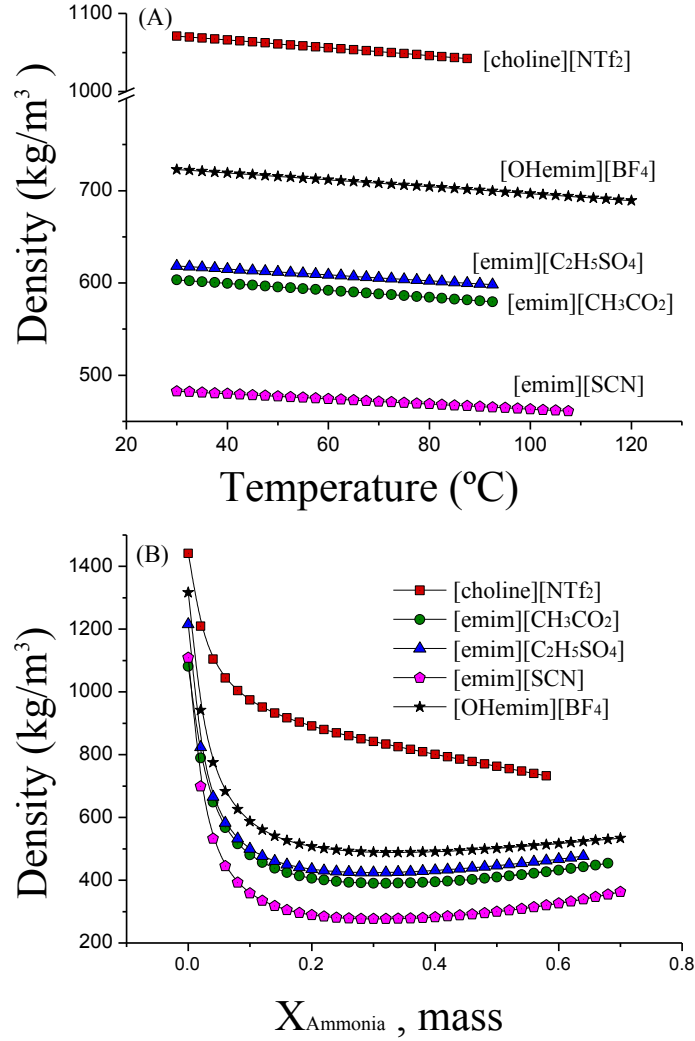 (A)
1100
[choline][NTf2]
1000
[OHemim][BF4]
700
[emim][C2H5SO4]
600
[emim][CH3CO2]
[emim][SCN]
500
Density (kg/m³)
20 40 60 80 100 120
Temperature (ºC)
(B)
1400
[choline][NTf2]
[emim][CH3CO2]
1200
[emim][C2H5SO4]
[emim][SCN]
1000
[OHemim][BF4]
800
600
400
200
Density (kg/m³)
0.0 0.2 0.4 0.6 0.8
XAmmonia , mass